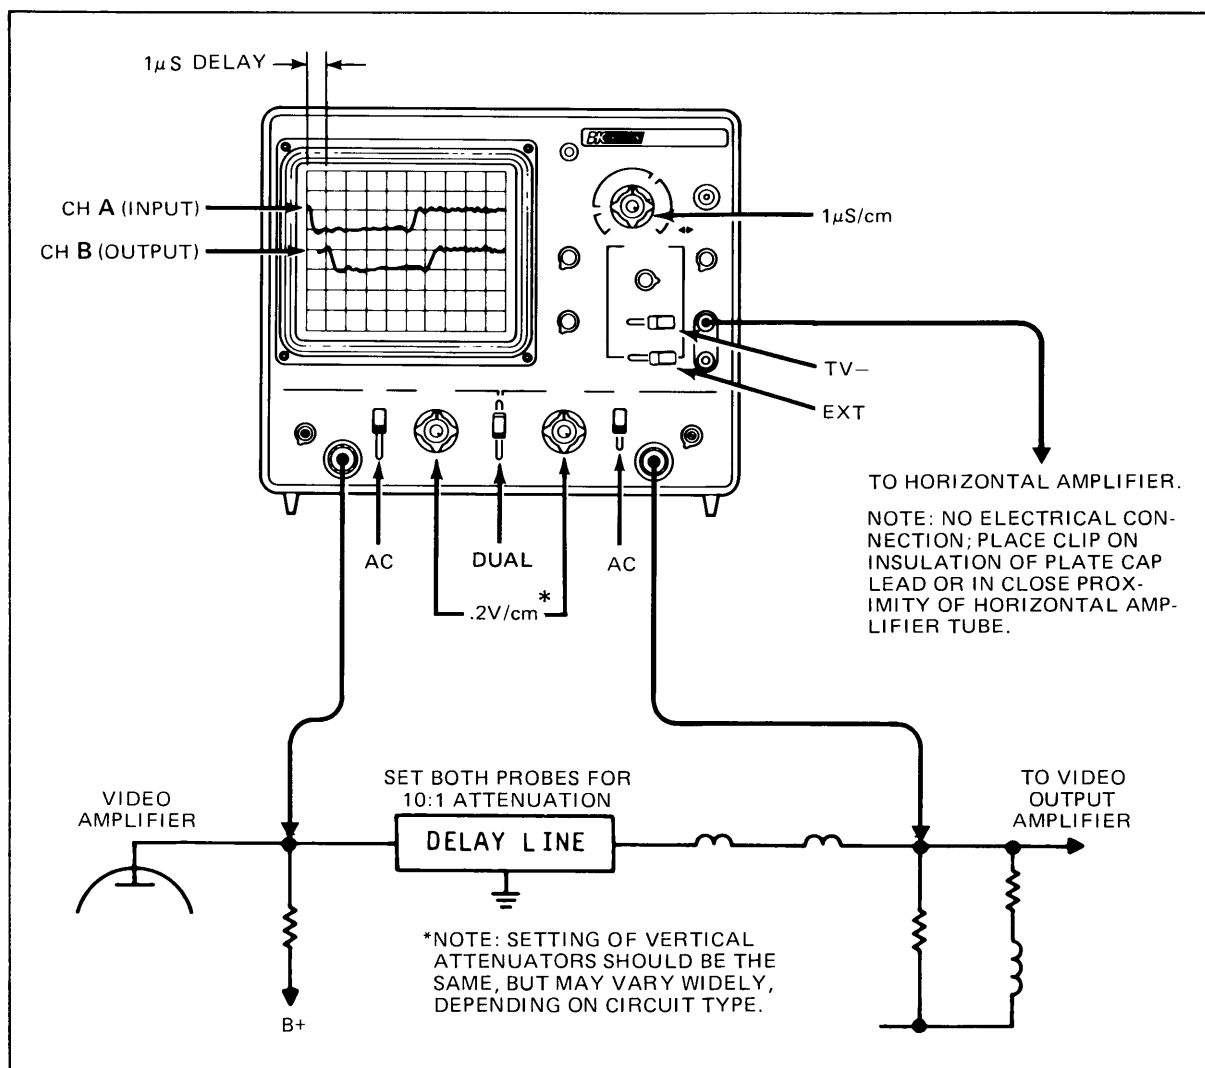 1μS DELAY
BK
CH A (INPUT)
1μS/cm
CH B (OUTPUT)
TV–
EXT
TO HORIZONTAL AMPLIFIER.
NOTE: NO ELECTRICAL CON-
NECTION; PLACE CLIP ON
INSULATION OF PLATE CAP
LEAD OR IN CLOSE PROX-
IMITY OF HORIZONTAL AMP-
LIFIER TUBE.
AC
DUAL
AC
.2V/cm*
SET BOTH PROBES FOR
10:1 ATTENUATION
VIDEO
AMPLIFIER
DELAY LINE
TO VIDEO
OUTPUT
AMPLIFIER
*NOTE: SETTING OF VERTICAL
ATTENUATORS SHOULD BE THE
SAME, BUT MAY VARY WIDELY,
DEPENDING ON CIRCUIT TYPE.
B+